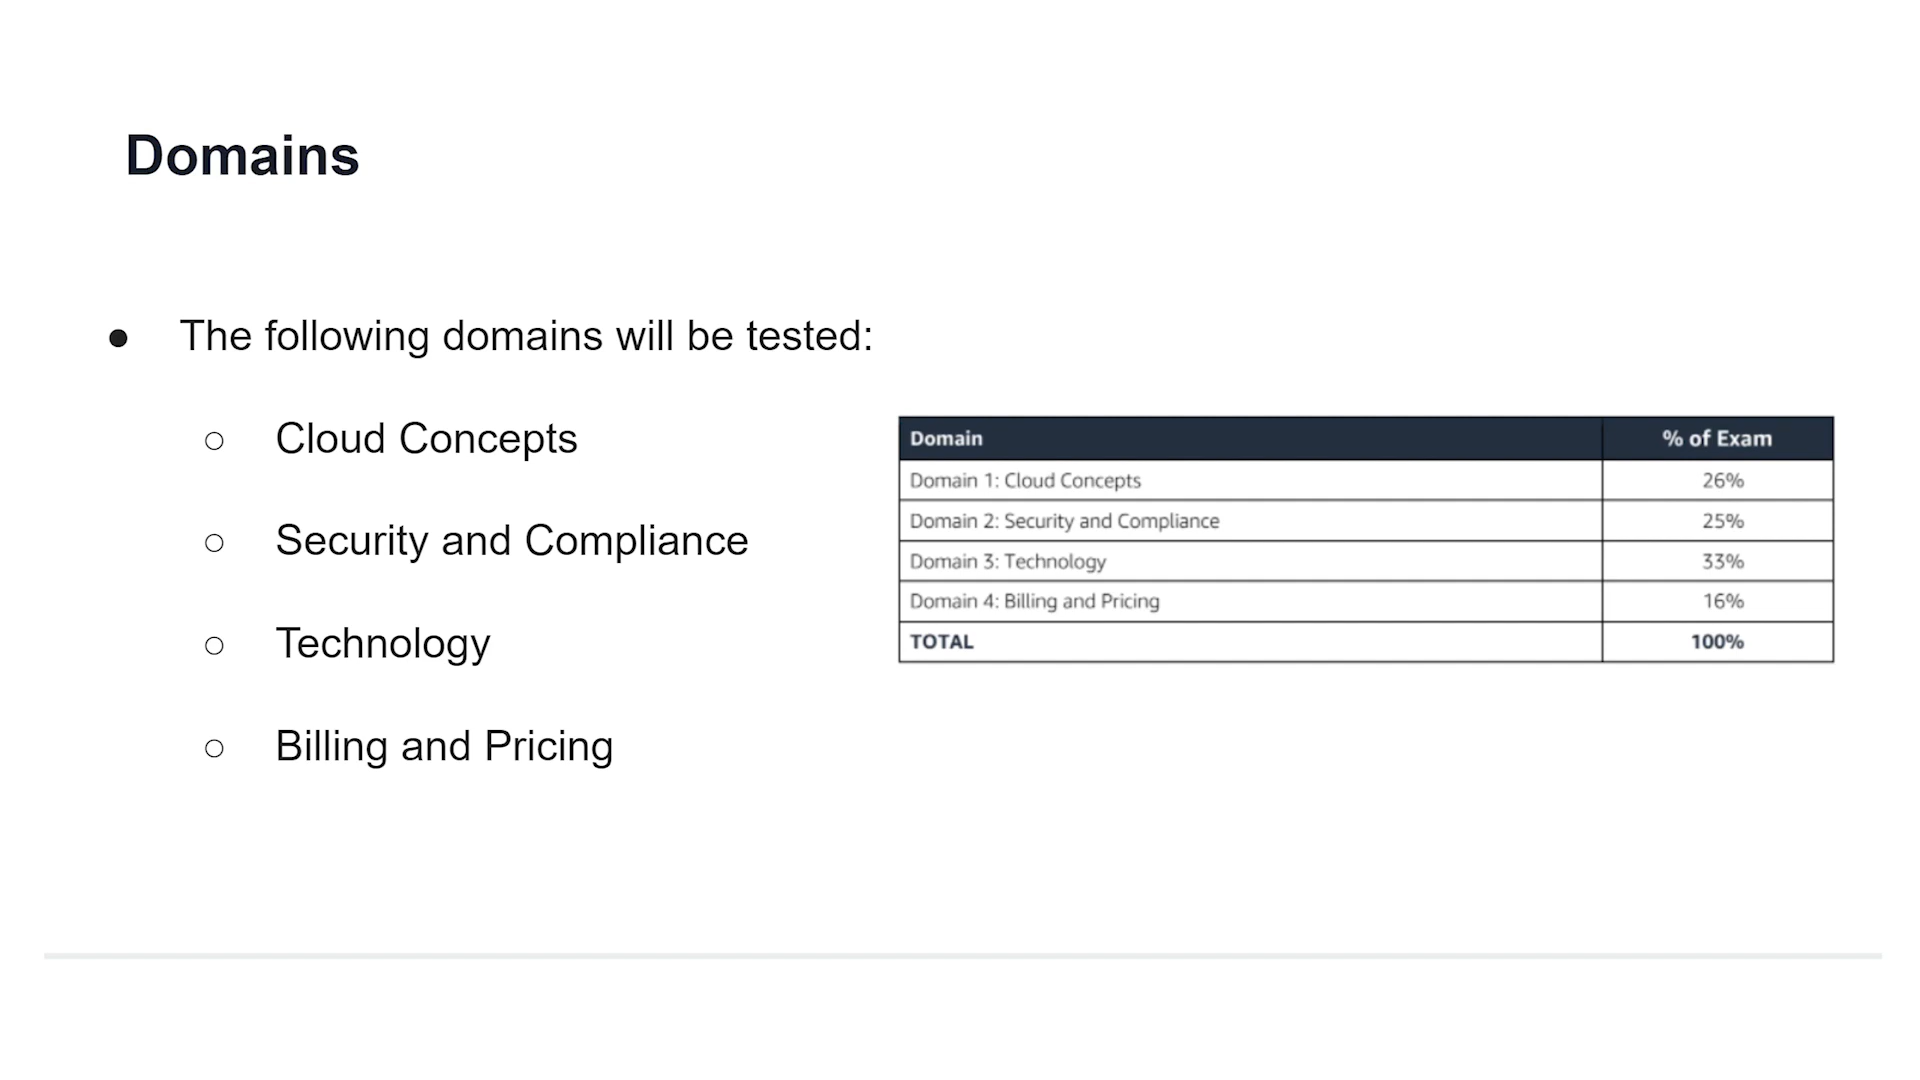 Domains
● The following domains will be tested:
○ Cloud Concepts
○ Security and Compliance
○ Technology
○ Billing and Pricing
Domain % of Exam
Domain 1: Cloud Concepts 26%
Domain 2: Security and Compliance 25%
Domain 3: Technology 33%
Domain 4: Billing and Pricing 16%
TOTAL 100%